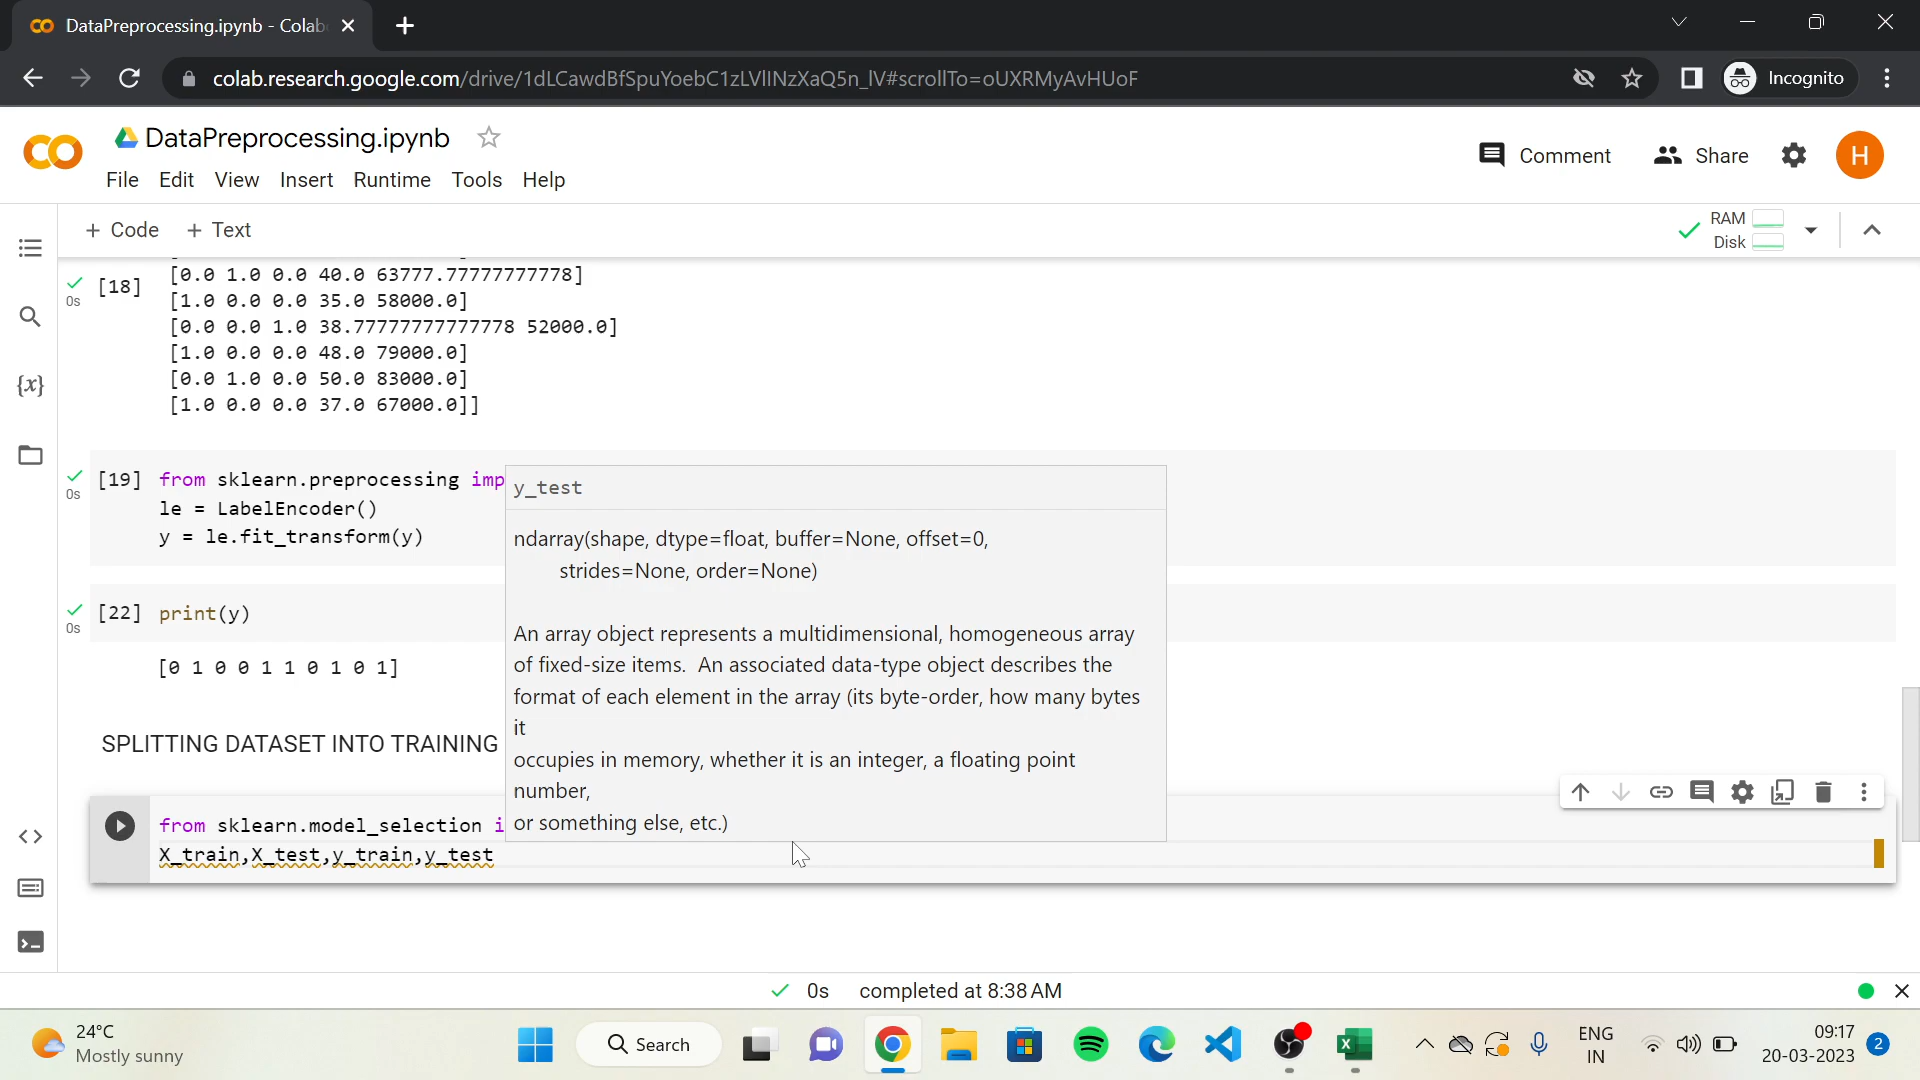 DataPreprocessing.ipynb - Colab
colab.research.google.com/drive/1dLCawdBfSpuYoebC1zLVlINzXaQ5n_lV#scrollTo=oUXRMyAvHUoF
Incognito
DataPreprocessing.ipynb
File Edit View Insert Runtime Tools Help
Comment
Share
H
+ Code + Text
RAM
Disk
[18]
0s
[0.0 1.0 0.0 40.0 63777.77777777778]
[1.0 0.0 0.0 35.0 58000.0]
[0.0 0.0 1.0 38.77777777777778 52000.0]
[1.0 0.0 0.0 48.0 79000.0]
[0.0 1.0 0.0 50.0 83000.0]
[1.0 0.0 0.0 37.0 67000.0]]
{x}
[19] from sklearn.preprocessing imp
0s
le = LabelEncoder()
y = le.fit_transform(y)
y_test
ndarray(shape, dtype=float, buffer=None, offset=0,
strides=None, order=None)
An array object represents a multidimensional, homogeneous array
of fixed-size items. An associated data-type object describes the
format of each element in the array (its byte-order, how many bytes
it
occupies in memory, whether it is an integer, a floating point
number,
or something else, etc.)
[22] print(y)
0s
[0 1 0 0 1 1 0 1 0 1]
SPLITTING DATASET INTO TRAINING
from sklearn.model_selection i
X_train,X_test,y_train,y_test
0s completed at 8:38 AM
24°C
Mostly sunny
Search
ENG
IN
09:17
20-03-2023
2